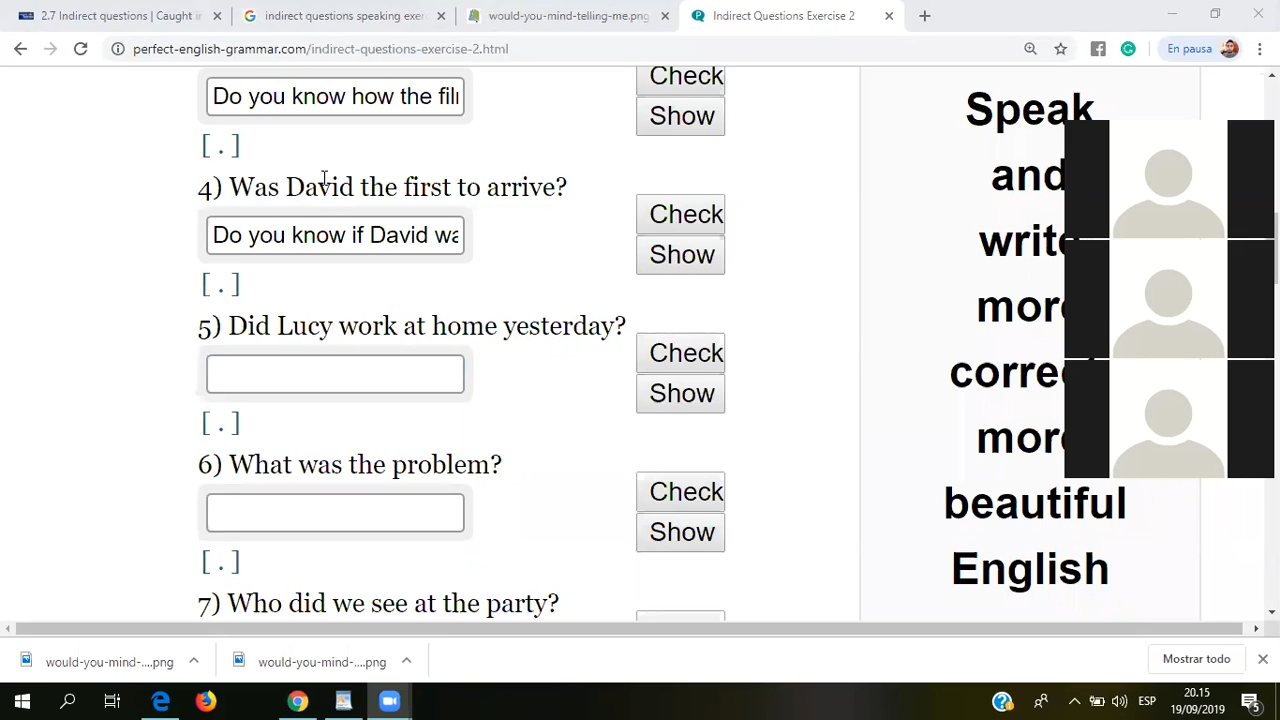 2.7 Indirect questions | Caught i
indirect questions speaking exer
would-you-mind-telling-me.png
Indirect Questions Exercise 2
perfect-english-grammar.com/indirect-questions-exercise-2.html
En pausa
Do you know how the fil
Check
Show
[ . ]
4) Was David the first to arrive?
Do you know if David wa
Check
Show
[ . ]
5) Did Lucy work at home yesterday?
Check
Show
[ . ]
6) What was the problem?
Check
Show
[ . ]
7) Who did we see at the party?
Speak
and
write
more
corre
more
beautiful
English
would-you-mind-....png
would-you-mind-....png
Mostrar todo
ESP
20.15
19/09/2019
5